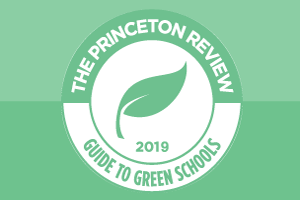 THE PRINCETON REVIEW
2019
GUIDE TO GREEN SCHOOLS